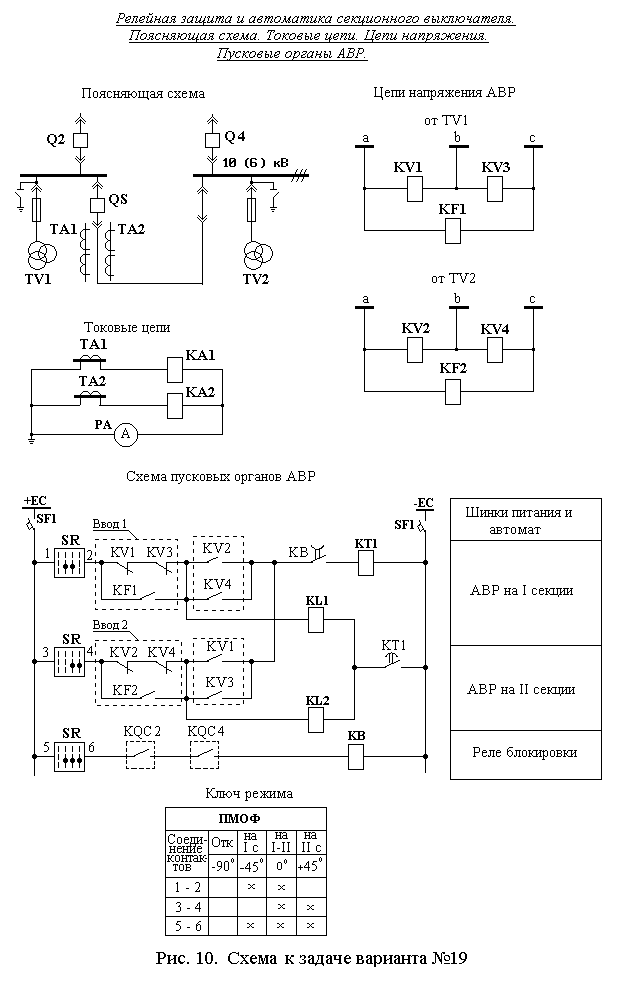 Релейная защита и автоматика секционного выключателя.
Поясняющая схема. Токовые цепи. Цепи напряжения.
Пусковые органы АВР.
Поясняющая схема
Q2
Q4
10 (6) кВ
QS
TA1
TA2
TV1
TV2
Цепи напряжения АВР
от TV1
a
b
c
KV1
KV3
KF1
от TV2
a
b
c
KV2
KV4
KF2
Токовые цепи
TA1
KA1
TA2
KA2
PA
A
Схема пусковых органов АВР
+EC
SF1
-EC
SF1
Ввод 1
1
SR
2
KV1
KV3
KF1
KV2
KV4
KB
KT1
KL1
Ввод 2
3
SR
4
KV2
KV4
KF2
KV1
KV3
KT1
KL2
5
SR
6
KQC2
KQC4
KB
Шинки питания и
автомат
АВР на I секции
АВР на II секции
Реле блокировки
Ключ режима
ПМОФ
Соеди-
нение
контак-
тов
Отк
на
I с
на
I-II
на
II с
-90°
-45°
0°
+45°
1 - 2
×
×
3 - 4
×
×
5 - 6
×
×
×
Рис. 10. Схема к задаче варианта №19